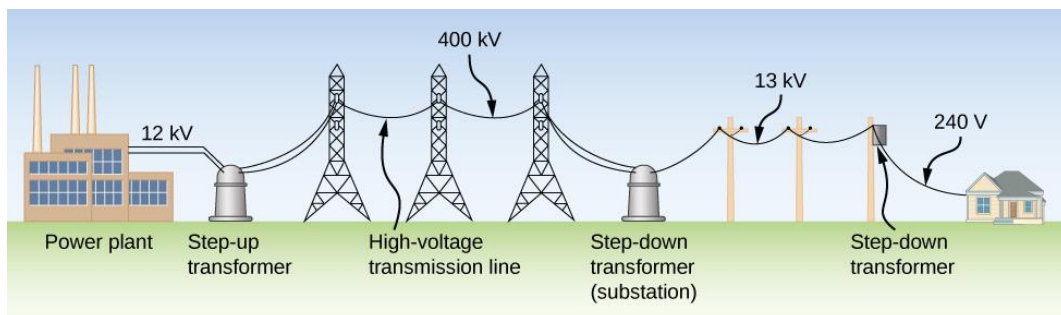 400 kV
13 kV
12 kV
240 V
Power plant
Step-up
transformer
High-voltage
transmission line
Step-down
transformer
(substation)
Step-down
transformer